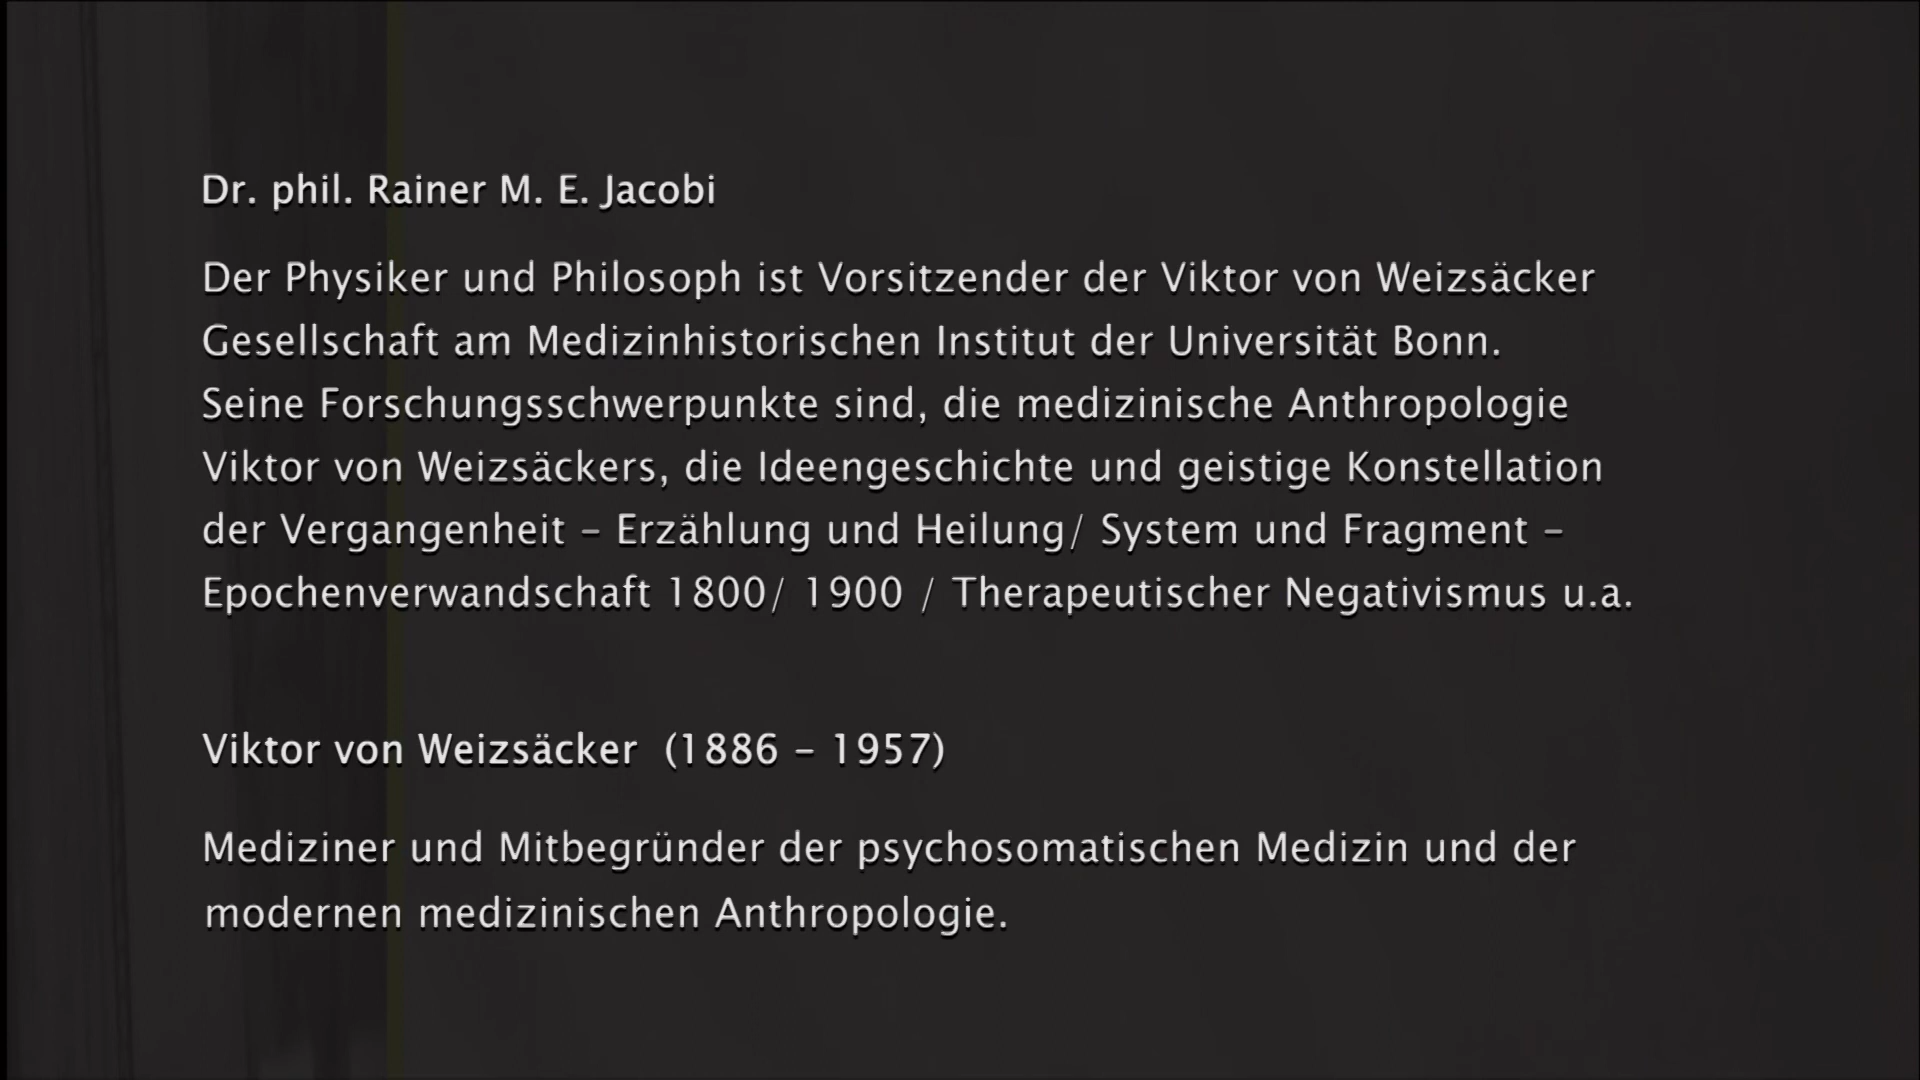 Dr. phil. Rainer M. E. Jacobi
Der Physiker und Philosoph ist Vorsitzender der Viktor von Weizsäcker
Gesellschaft am Medizinhistorischen Institut der Universität Bonn.
Seine Forschungsschwerpunkte sind, die medizinische Anthropologie
Viktor von Weizsäckers, die Ideengeschichte und geistige Konstellation
der Vergangenheit – Erzählung und Heilung/ System und Fragment –
Epochenverwandschaft 1800/ 1900 / Therapeutischer Negativismus u.a.
Viktor von Weizsäcker (1886 – 1957)
Mediziner und Mitbegründer der psychosomatischen Medizin und der
modernen medizinischen Anthropologie.